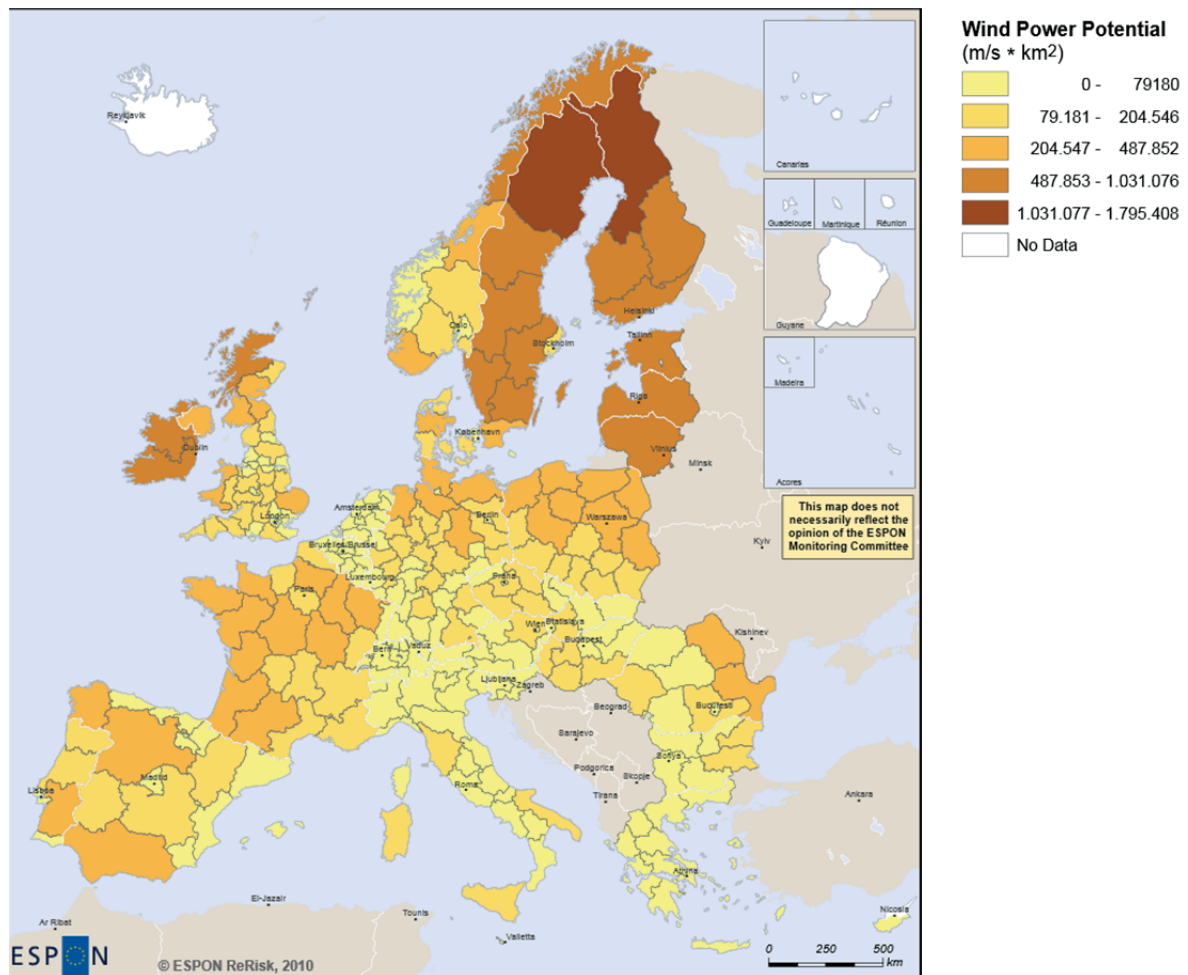 Wind Power Potential
(m/s * km2)
0 - 79180
79.181 - 204.546
204.547 - 487.852
487.853 - 1.031.076
1.031.077 - 1.795.408
No Data
Reykjavik
Canarias
Guadeloupe
Martinique
Réunion
Guyane
Madeira
Acores
This map does not
necessarily reflect the
opinion of the ESPON
Monitoring Committee
Helsinki
Oslo
Tallinn
Stockholm
Riga
København
Dublin
Vilnius
Minsk
Amsterdam
London
Berlin
Warszawa
Bruxelles/Brussel
Kyiv
Luxembourg
Praha
Paris
Wien
Bratislava
Kishinev
Budapest
Bern
Vaduz
Ljubljana
Zagreb
Beograd
Bucuresti
Sarajevo
Sofiya
Podgorica
Skopje
Madrid
Roma
Lisboa
Tirana
Ankara
Athina
El-Jazair
Tounis
Nicosia
Ar Ribat
Valletta
ESPON
© ESPON ReRisk, 2010
0 250 500
km